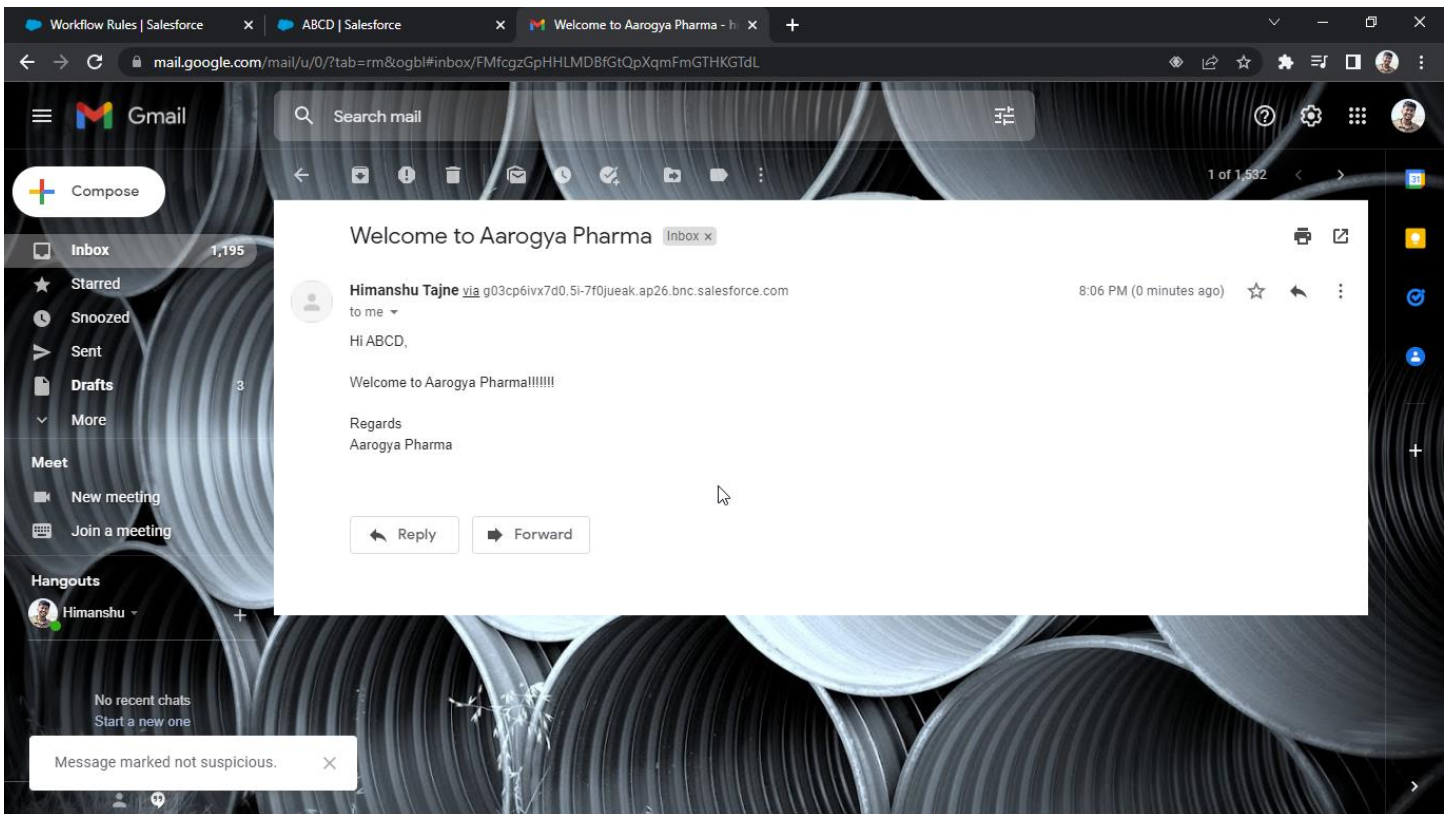 Workflow Rules | Salesforce
ABCD | Salesforce
Welcome to Aarogya Pharma - hi
mail.google.com/mail/u/0/?tab=rm&ogbl#inbox/FMfcgzGpHHLMDBfGtQpXqmFmGTHKGTdL
Gmail
Search mail
Compose
1 of 1,532
31
Welcome to Aarogya Pharma Inbox x
Inbox 1,195
Starred
Himanshu Tajne via g03cp6ivx7d0.5i-7f0jueak.ap26.bnc.salesforce.com 8:06 PM (0 minutes ago)
to me
Snoozed
Hi ABCD,
Sent
Drafts 3
Welcome to Aarogya Pharma!!!!!!!
More
Regards
Aarogya Pharma
Meet
New meeting
Join a meeting
Reply Forward
Hangouts
Himanshu
No recent chats
Start a new one
Message marked not suspicious.